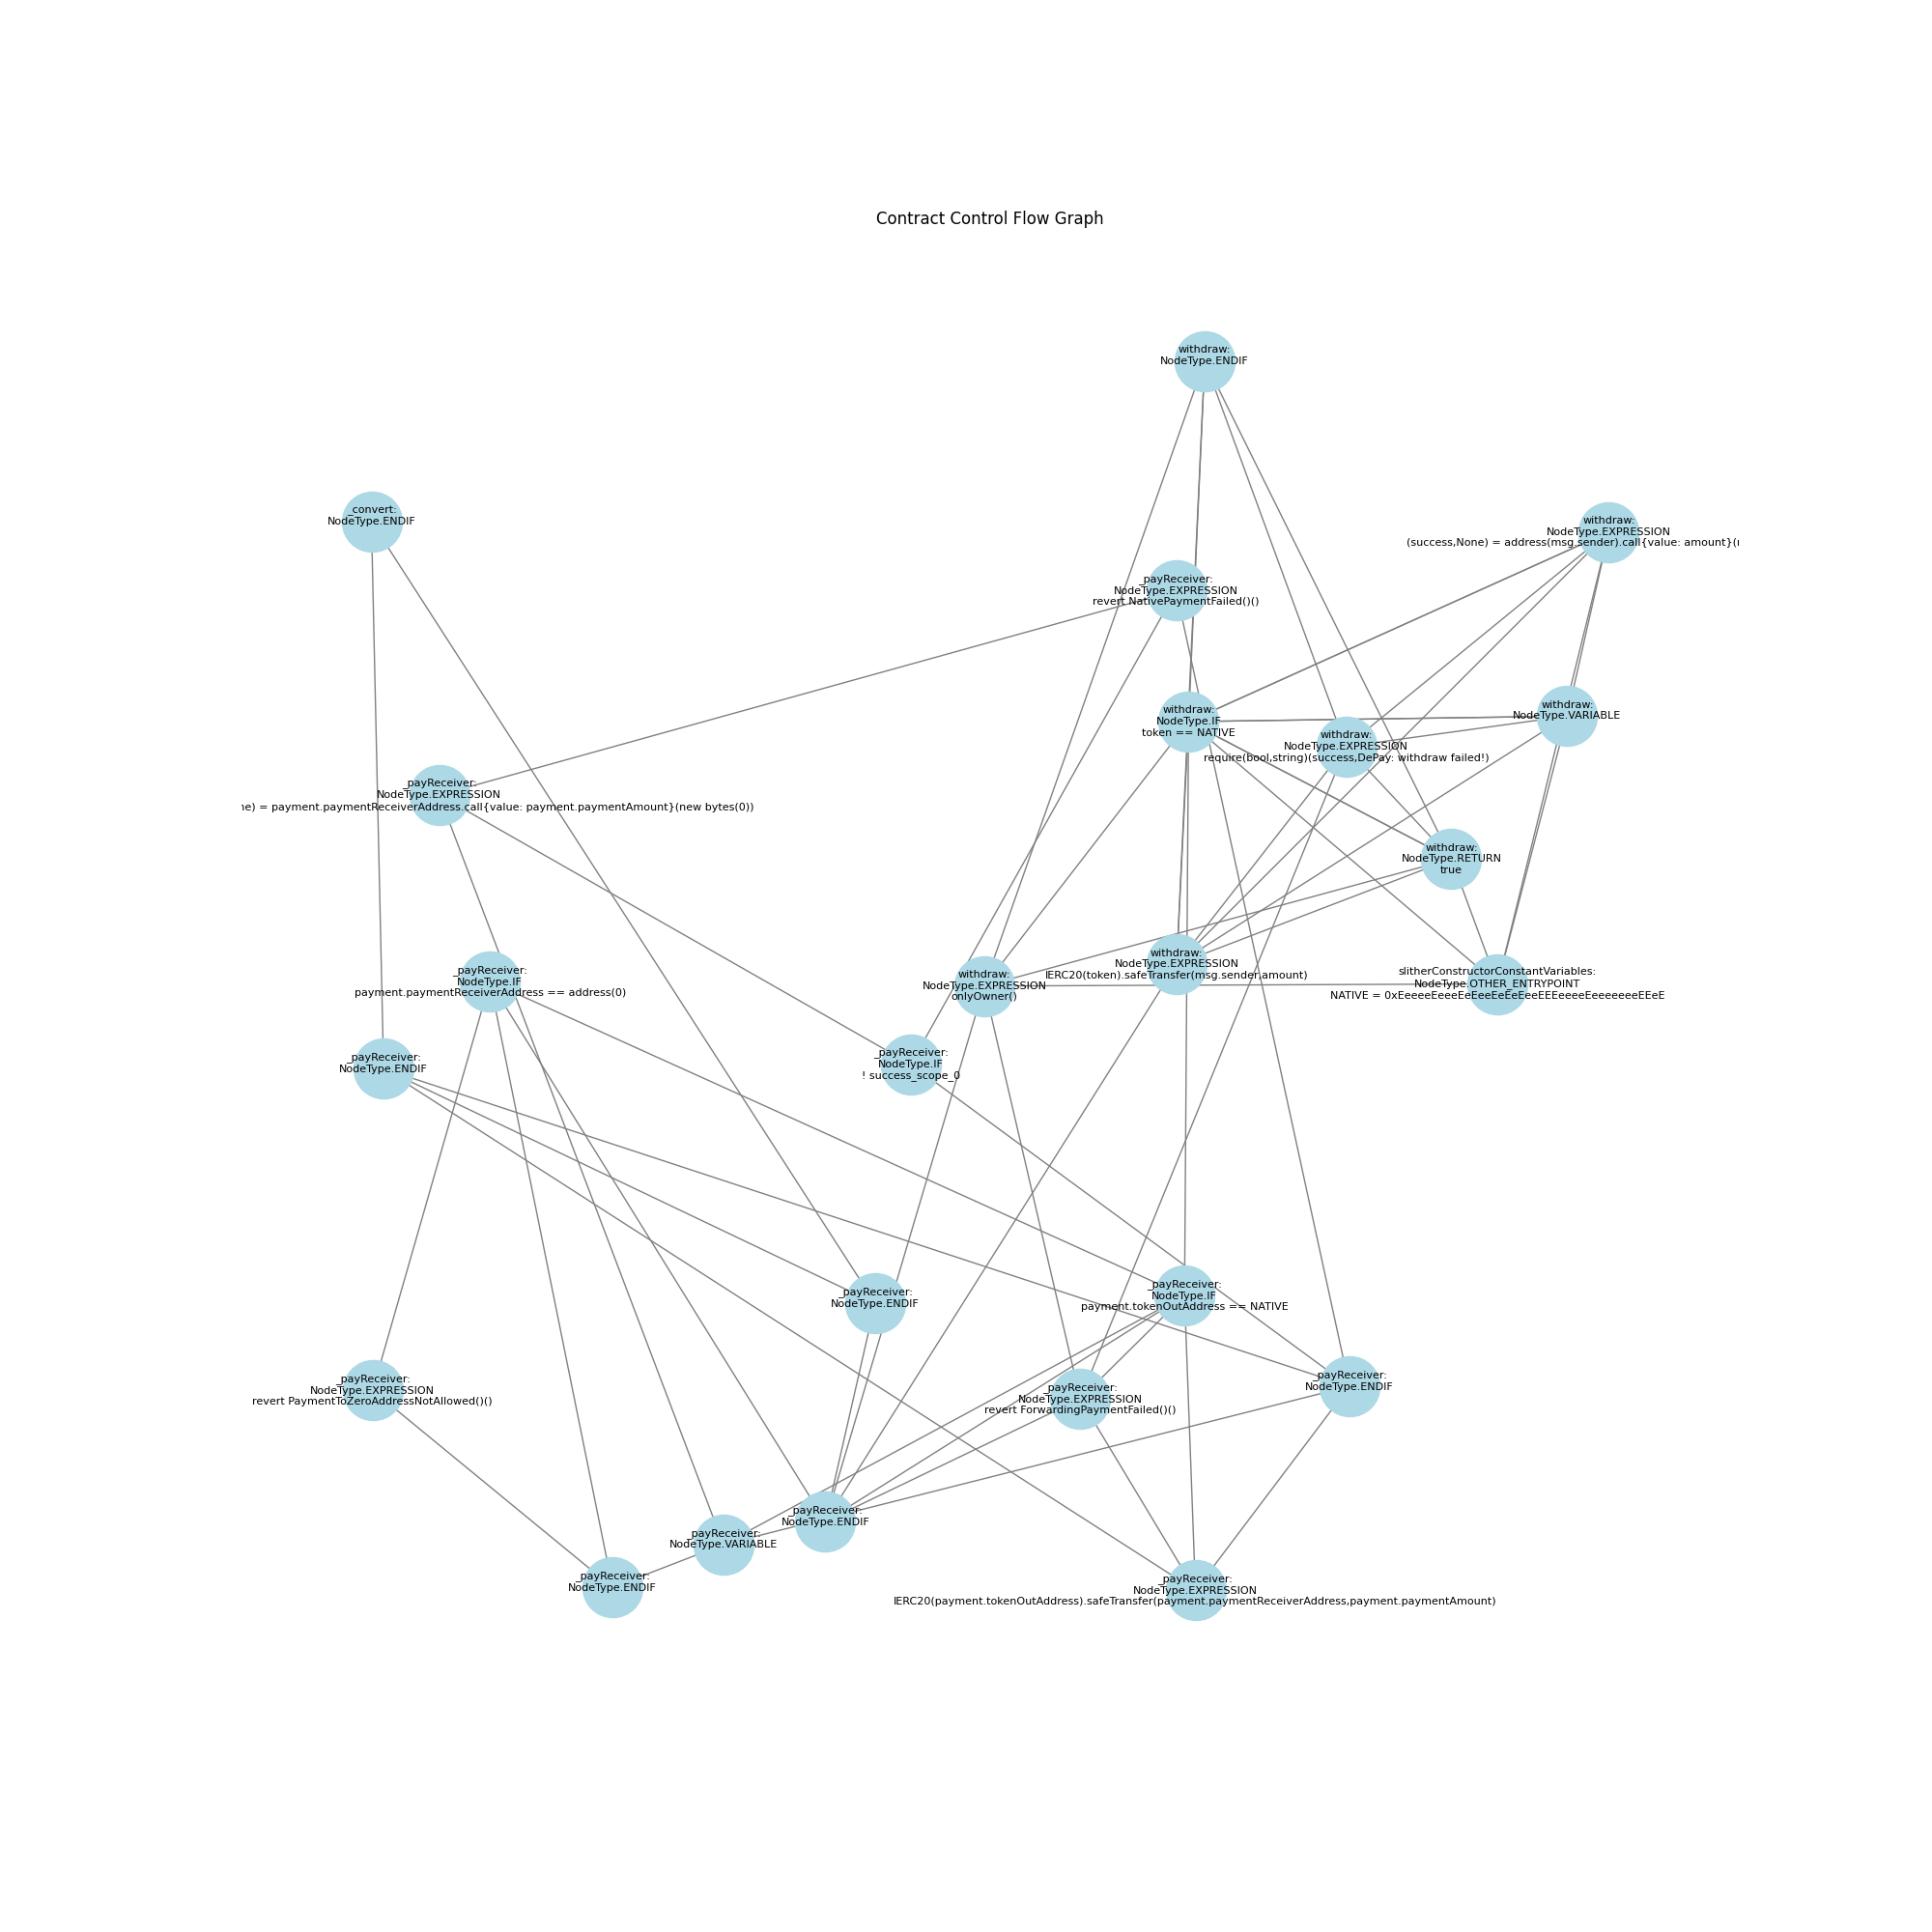 Contract Control Flow Graph
withdraw:
NodeType.ENDIF
_convert:
NodeType.ENDIF
withdraw:
NodeType.EXPRESSION
(success,None) = address(msg.sender).call{value: amount}(
_payReceiver:
NodeType.EXPRESSION
revert NativePaymentFailed()()
withdraw:
NodeType.IF
token == NATIVE
withdraw:
NodeType.VARIABLE
withdraw:
NodeType.EXPRESSION
require(bool,string)(success,DePay: withdraw failed!)
_payReceiver:
NodeType.EXPRESSION
ne) = payment.paymentReceiverAddress.call{value: payment.paymentAmount}(new bytes(0))
withdraw:
NodeType.RETURN
true
withdraw:
NodeType.EXPRESSION
IERC20(token).safeTransfer(msg.sender,amount)
_payReceiver:
NodeType.IF
payment.paymentReceiverAddress == address(0)
withdraw:
NodeType.EXPRESSION
onlyOwner()
slitherConstructorConstantVariables:
NodeType.OTHER_ENTRYPOINT
NATIVE = 0xEeeeeEeeeEeEeeEeEeEeeEEEeeeeEeeeeeeeEEeE
_payReceiver:
NodeType.IF
! success_scope_0
_payReceiver:
NodeType.ENDIF
_payReceiver:
NodeType.IF
payment.tokenOutAddress == NATIVE
_payReceiver:
NodeType.ENDIF
_payReceiver:
NodeType.EXPRESSION
revert PaymentToZeroAddressNotAllowed()()
_payReceiver:
NodeType.EXPRESSION
revert ForwardingPaymentFailed()()
_payReceiver:
NodeType.ENDIF
_payReceiver:
NodeType.ENDIF
_payReceiver:
NodeType.VARIABLE
_payReceiver:
NodeType.ENDIF
_payReceiver:
NodeType.EXPRESSION
IERC20(payment.tokenOutAddress).safeTransfer(payment.paymentReceiverAddress,payment.paymentAmount)